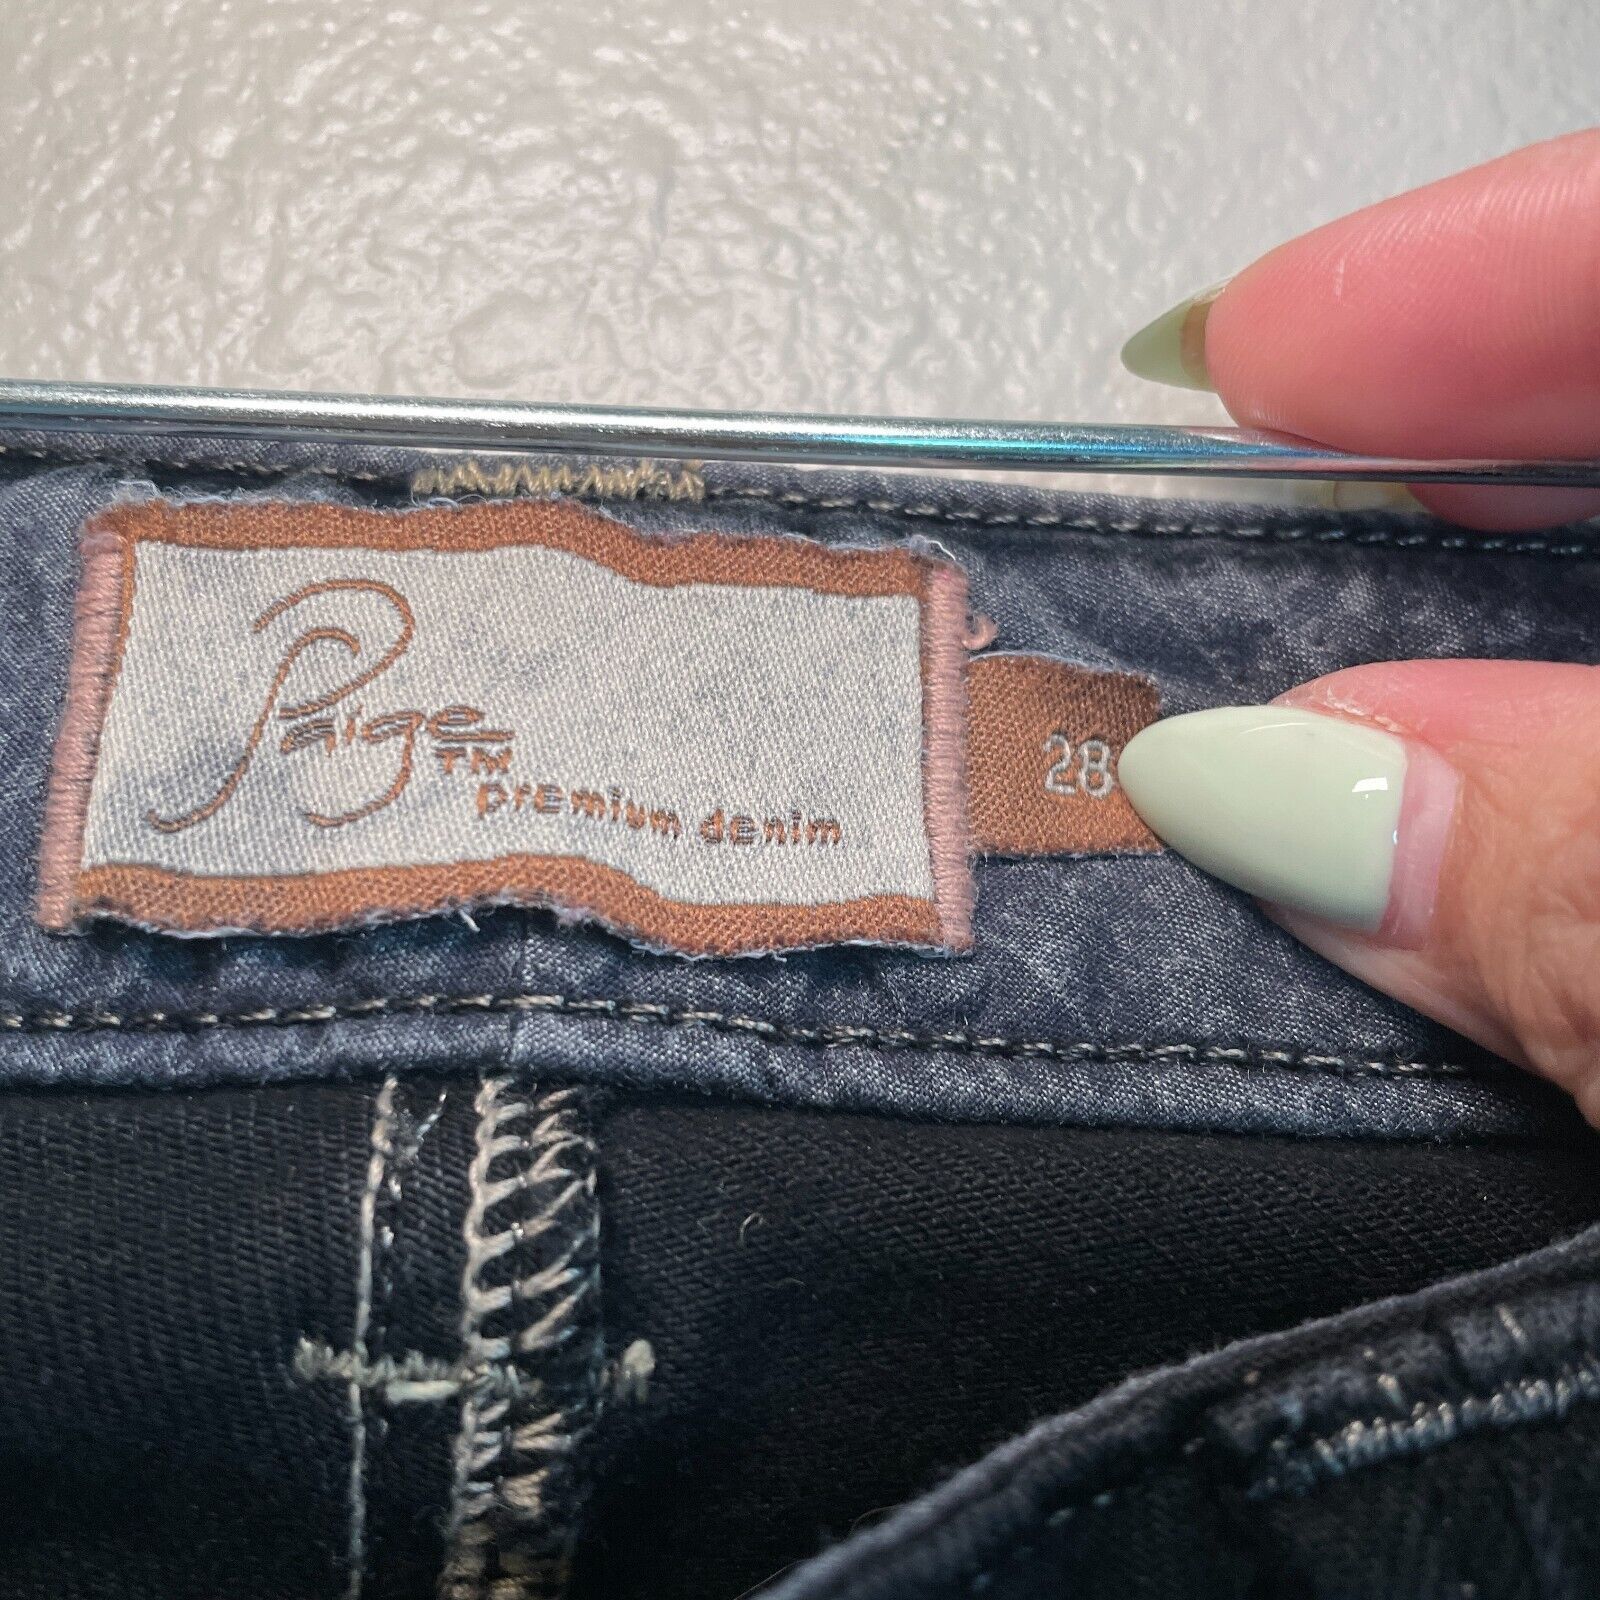 Paige
TM
premium denim
28